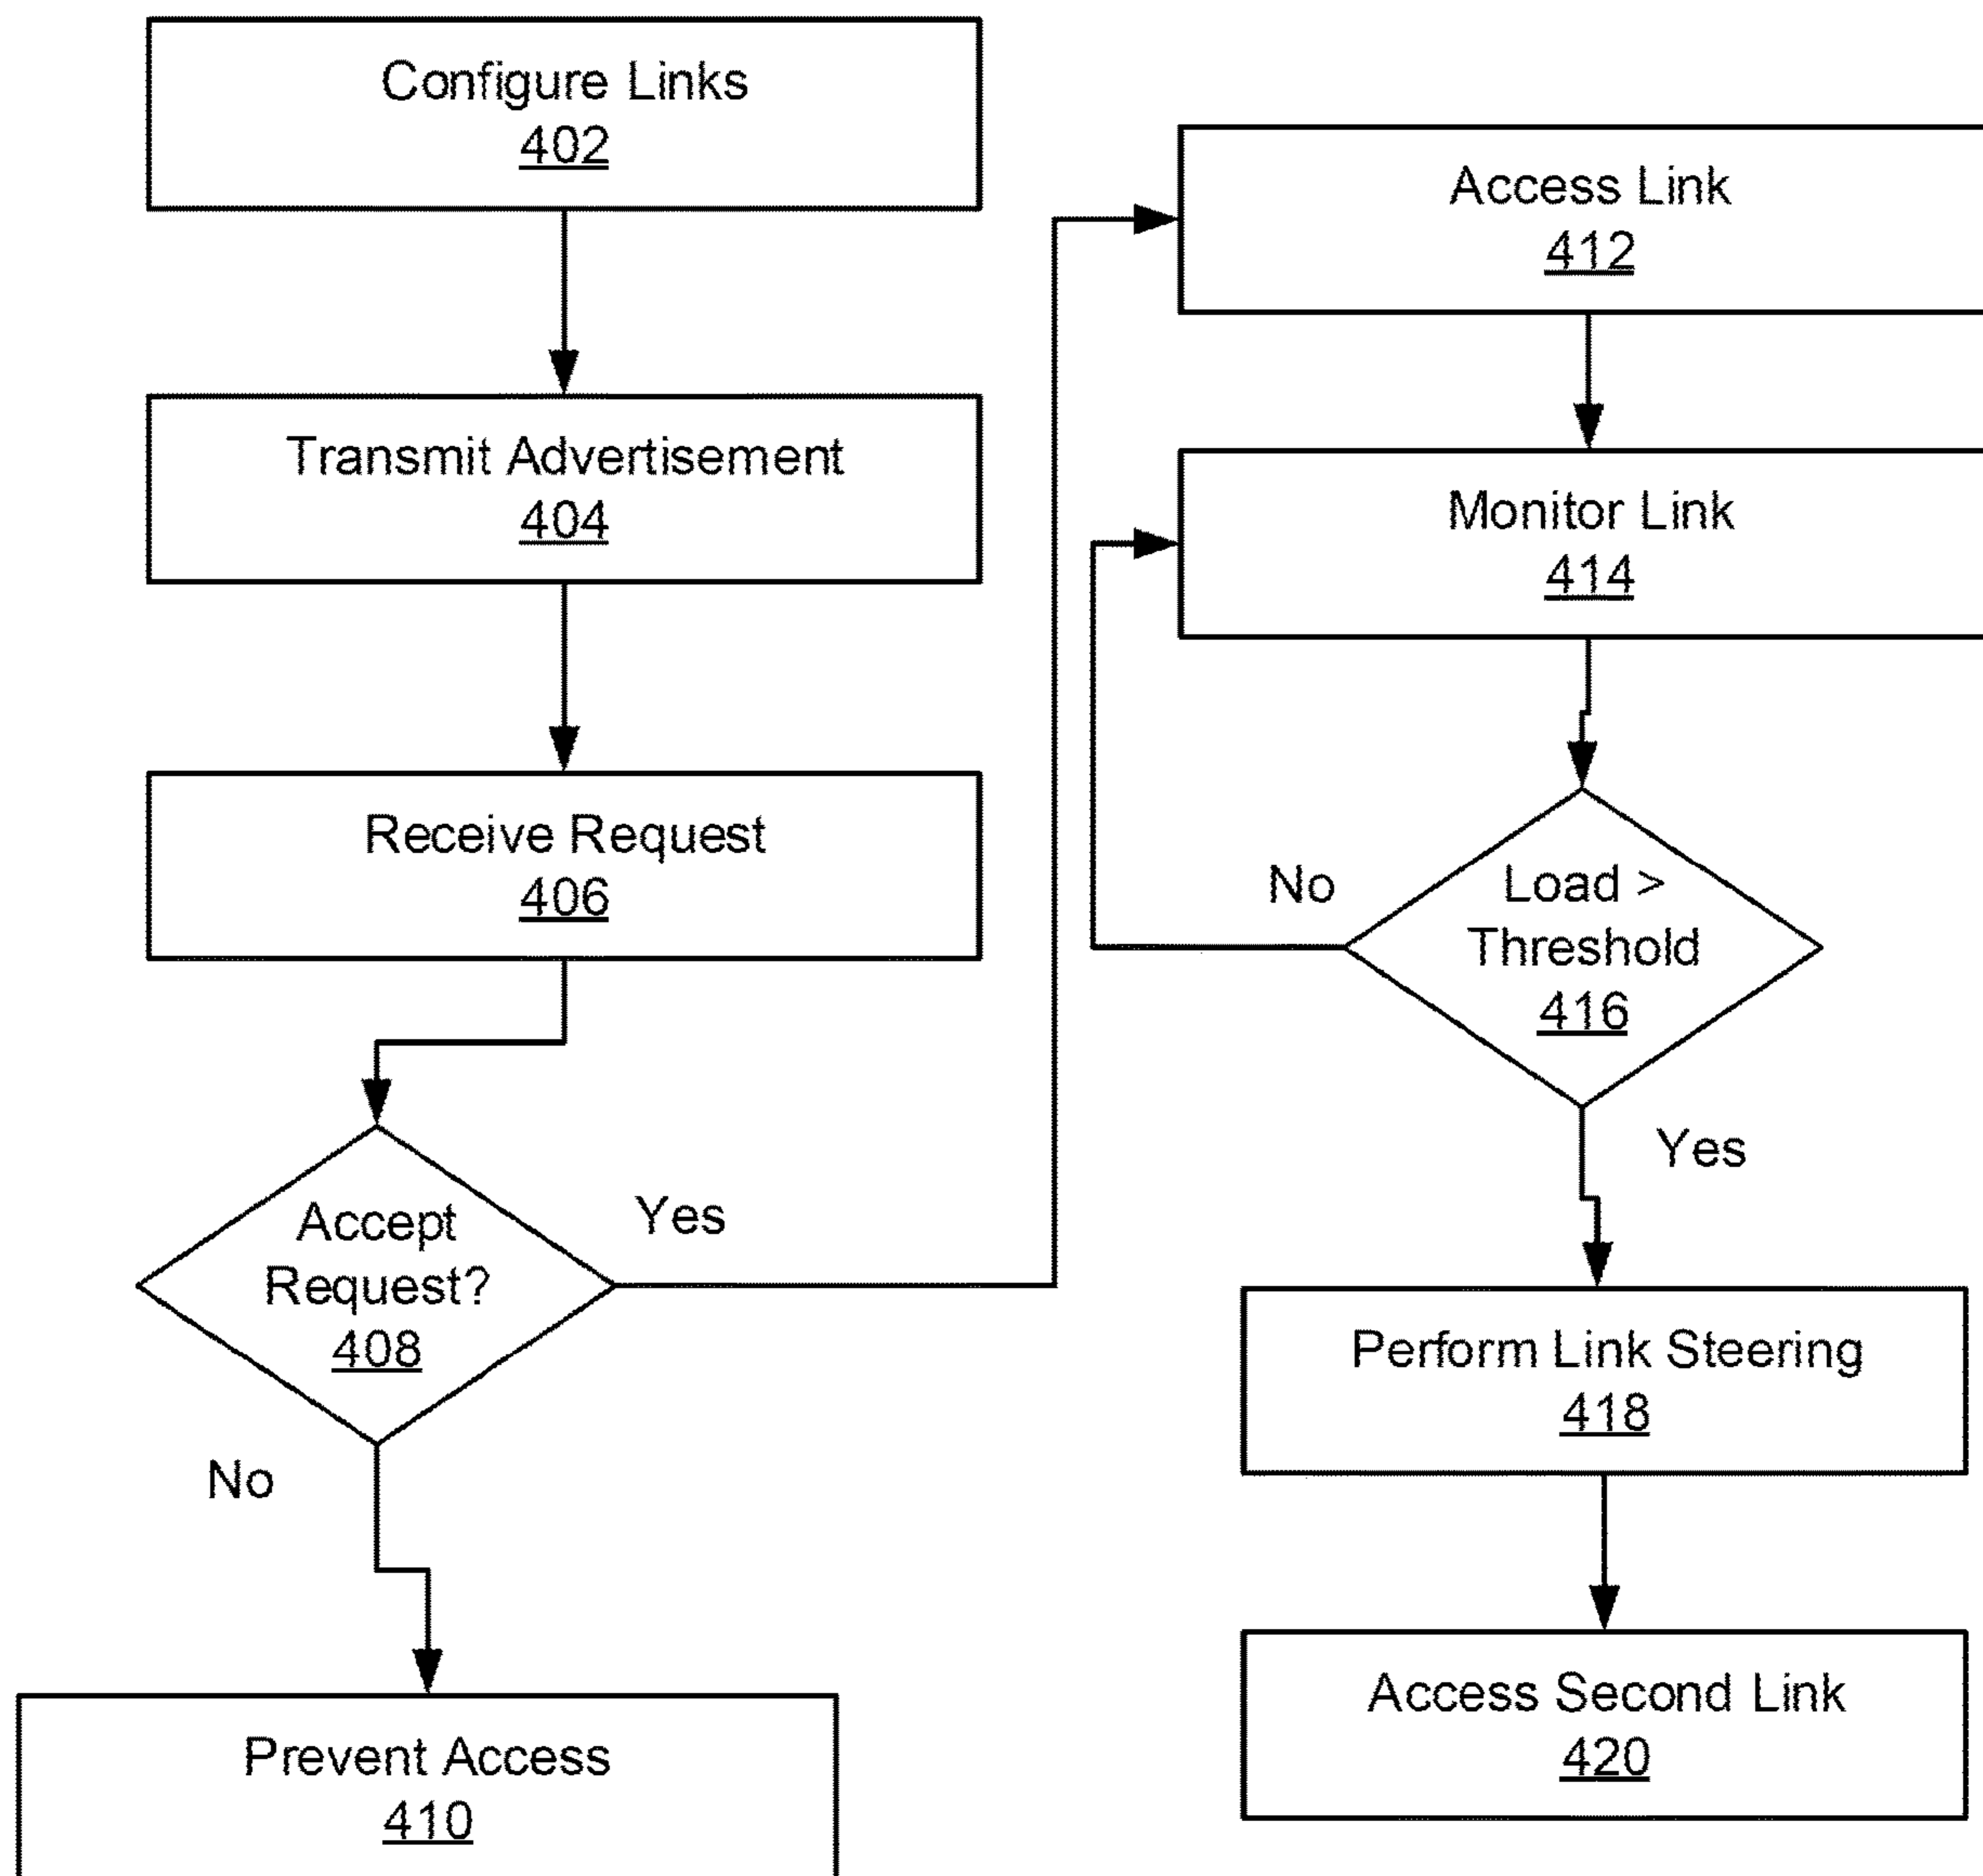 Configure Links
402
Transmit Advertisement
404
Receive Request
406
Accept
Request?
408
Yes
No
Prevent Access
410
Access Link
412
Monitor Link
414
Load >
Threshold
416
No
Yes
Perform Link Steering
418
Access Second Link
420